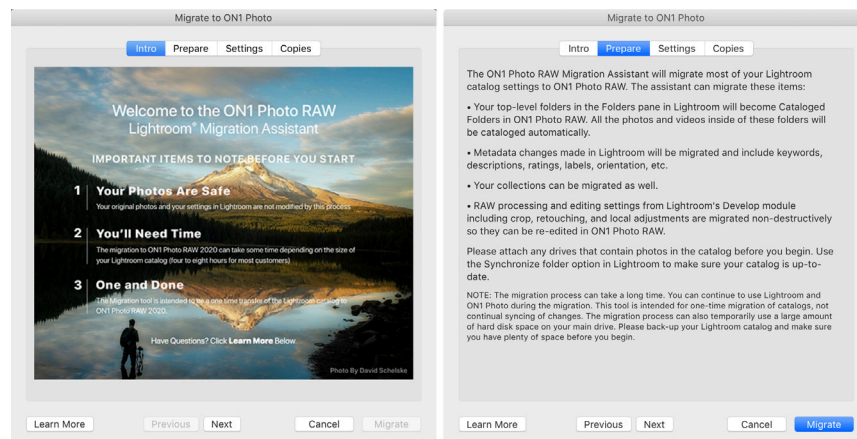 Migrate to ON1 Photo
Intro Prepare Settings Copies
Welcome to the ON1 Photo RAW
Lightroom® Migration Assistant
IMPORTANT ITEMS TO NOTE BEFORE YOU START
1 Your Photos Are Safe
Your original photos and your settings in Lightroom are not modified by this process
2 You'll Need Time
The migration to ON1 Photo RAW 2020 can take some time depending on the size of
your Lightroom catalog (four to eight hours for most customers)
3 One and Done
The Migration tool is intended to be a one time transfer of the Lightroom catalog to
ON1 Photo RAW 2020.
Have Questions? Click Learn More Below.
Photo By David Schelske
Learn More Previous Next Cancel Migrate
Migrate to ON1 Photo
Intro Prepare Settings Copies
The ON1 Photo RAW Migration Assistant will migrate most of your Lightroom
catalog settings to ON1 Photo RAW. The assistant can migrate these items:
• Your top-level folders in the Folders pane in Lightroom will become Cataloged
Folders in ON1 Photo RAW. All the photos and videos inside of these folders will
be cataloged automatically.
• Metadata changes made in Lightroom will be migrated and include keywords,
descriptions, ratings, labels, orientation, etc.
• Your collections can be migrated as well.
• RAW processing and editing settings from Lightroom's Develop module
including crop, retouching, and local adjustments are migrated non-destructively
so they can be re-edited in ON1 Photo RAW.
Please attach any drives that contain photos in the catalog before you begin. Use
the Synchronize folder option in Lightroom to make sure your catalog is up-to-
date.
NOTE: The migration process can take a long time. You can continue to use Lightroom and
ON1 Photo during the migration. This tool is intended for one-time migration of catalogs, not
continual syncing of changes. The migration process can also temporarily use a large amount
of hard disk space on your main drive. Please back-up your Lightroom catalog and make sure
you have plenty of space before you begin.
Learn More Previous Next Cancel Migrate